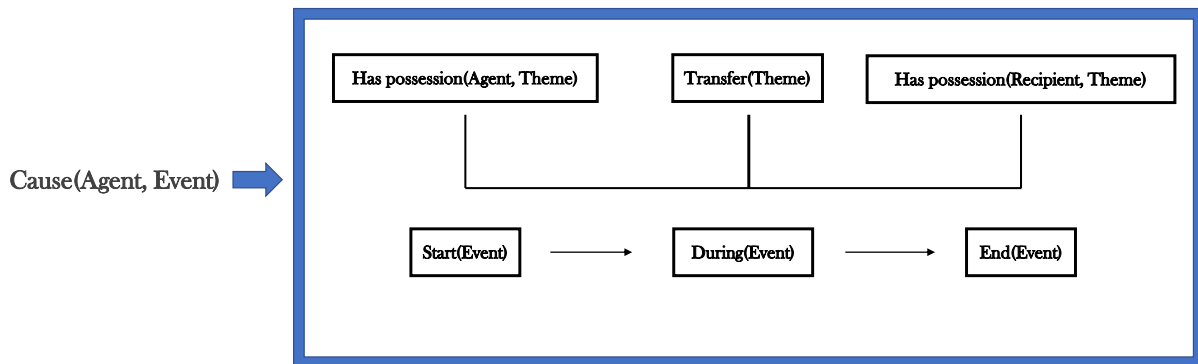 Has possession(Agent, Theme)
Transfer(Theme)
Has possession(Recipient, Theme)
Cause(Agent, Event)
Start(Event)
During(Event)
End(Event)